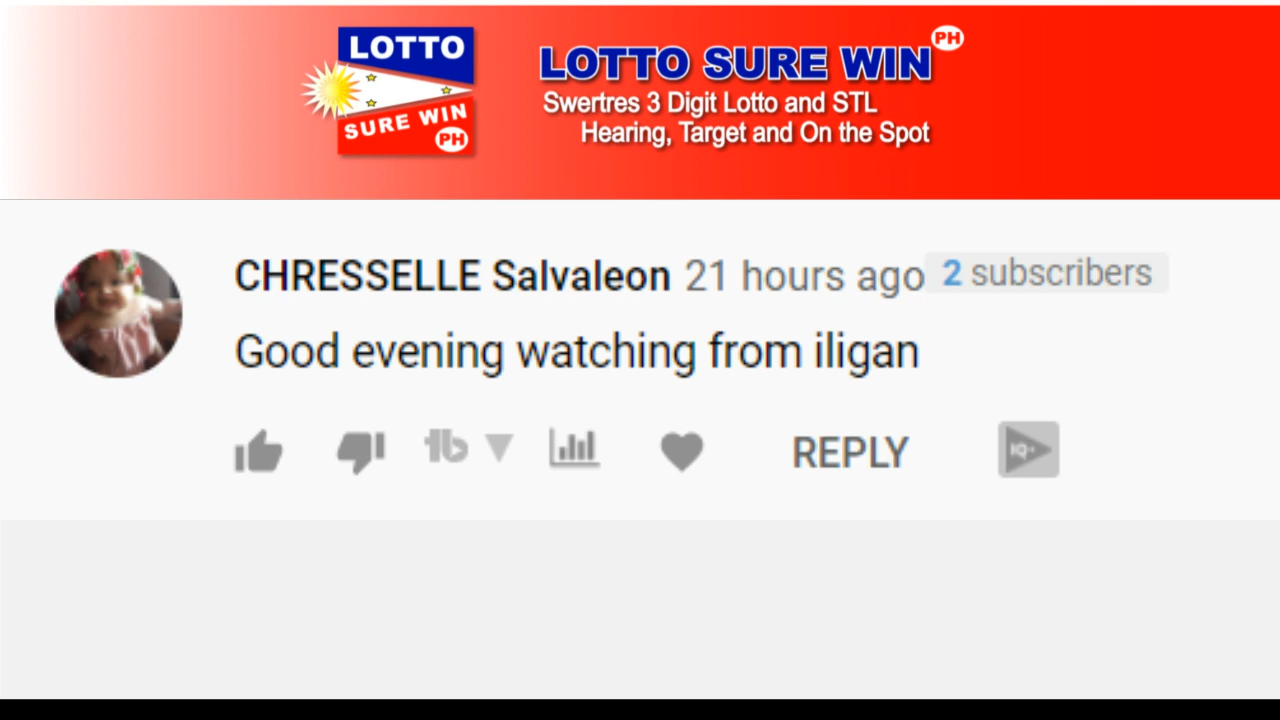 LOTTO
SURE WIN
PH
LOTTO SURE WIN PH
Swertres 3 Digit Lotto and STL
Hearing, Target and On the Spot
CHRESSELLE Salvaleon 21 hours ago 2 subscribers
Good evening watching from iligan
REPLY
IQ+